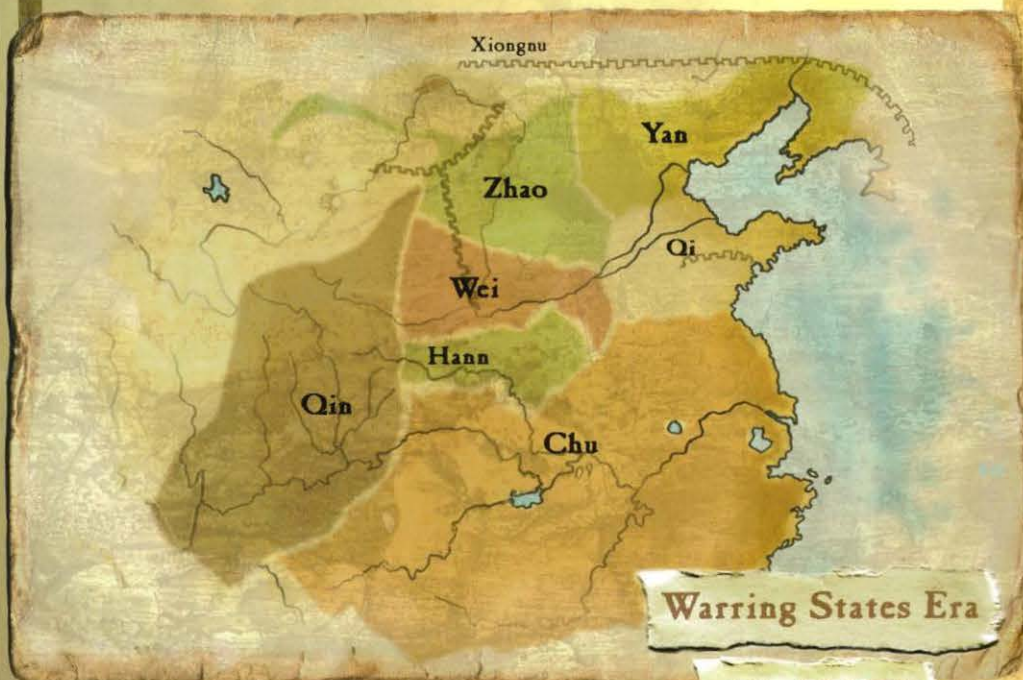 Xiongnu
Yan
Zhao
Qi
Wei
Hann
Qin
Chu
Warring States Era